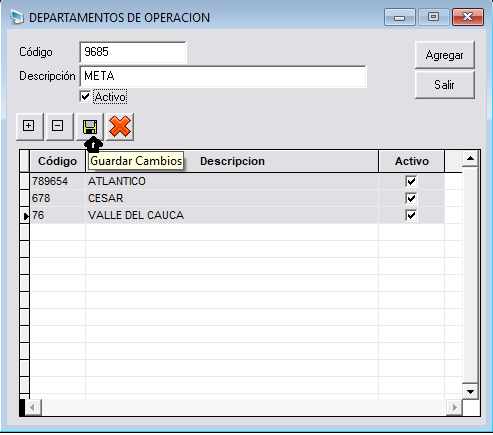 DEPARTAMENTOS DE OPERACION
Código 9685 Agregar
Descripción META Salir
Activo
Guardar Cambios
Código Descripcion Activo
789654 ATLANTICO
678 CESAR
76 VALLE DEL CAUCA